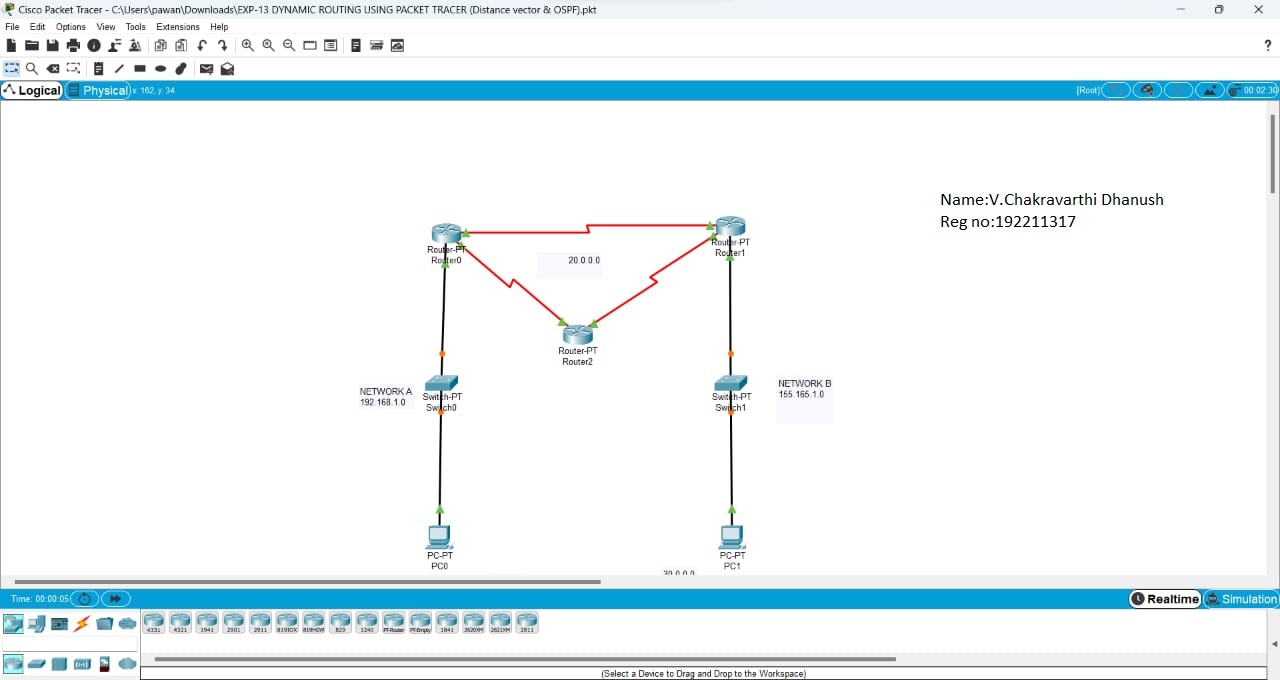 Cisco Packet Tracer - C:\Users\pawan\Downloads\EXP-13 DYNAMIC ROUTING USING PACKET TRACER (Distance vector & OSPF).pkt
File Edit Options View Tools Extensions Help
Logical Physical x: 162, y: 34 [Root] 00:02:30
Name:V.Chakravarthi Dhanush
Reg no:192211317
Router-PT
Router0
Router-PT
Router1
20.0.0.0
Router-PT
Router2
NETWORK A
192.168.1.0
Switch-PT
Switch0
Switch-PT
Switch1
NETWORK B
155.165.1.0
PC-PT
PC0
PC-PT
PC1
30.0.0.0
Time: 00:00:05 Realtime Simulation
4331 4321 1941 2901 2911 819IOX 819HGW 829 1240 PT-Router PT-Empty 1841 2620XM 2621XM 2811
(Select a Device to Drag and Drop to the Workspace)